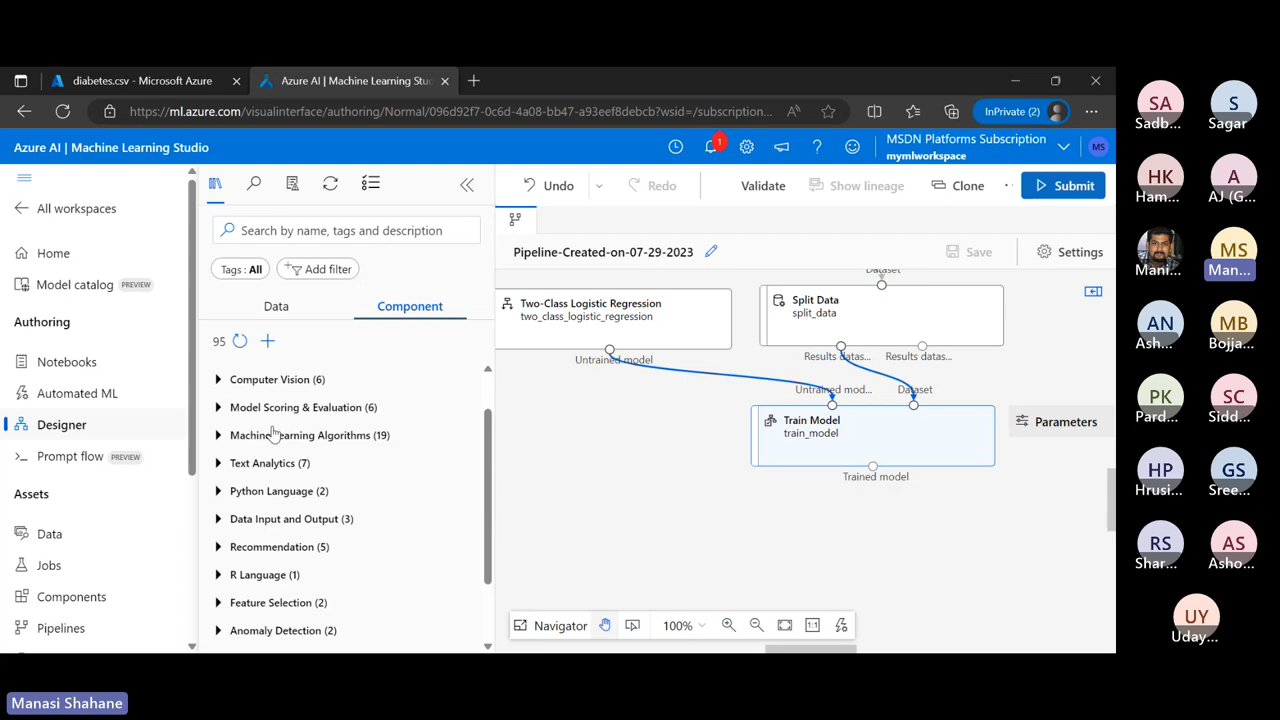 diabetes.csv - Microsoft Azure
Azure AI | Machine Learning Stu
https://ml.azure.com/visualinterface/authoring/Normal/096d92f7-0c6d-4a08-bb47-a93eef8debcb?wsid=/subscription...
InPrivate (2)
Azure AI | Machine Learning Studio
1
MSDN Platforms Subscription
mymlworkspace
MS
All workspaces
Home
Model catalog PREVIEW
Authoring
Notebooks
Automated ML
Designer
Prompt flow PREVIEW
Assets
Data
Jobs
Components
Pipelines
Search by name, tags and description
Tags : All
Add filter
Data
Component
95
Computer Vision (6)
Model Scoring & Evaluation (6)
Machine Learning Algorithms (19)
Text Analytics (7)
Python Language (2)
Data Input and Output (3)
Recommendation (5)
R Language (1)
Feature Selection (2)
Anomaly Detection (2)
Undo
Redo
Validate
Show lineage
Clone
Submit
Pipeline-Created-on-07-29-2023
Save
Settings
Dataset
Two-Class Logistic Regression
two_class_logistic_regression
Untrained model
Split Data
split_data
Results datas...
Results datas...
Untrained mod...
Dataset
Train Model
train_model
Trained model
Parameters
Navigator
100%
1:1
SA
Sadb...
S
Sagar
HK
Ham...
A
AJ (G...
Mani...
MS
Man...
AN
Ash...
MB
Bojja...
PK
Pard...
SC
Sidd...
HP
Hrusi...
GS
Sree...
RS
Shar...
AS
Asho...
UY
Uday...
Manasi Shahane